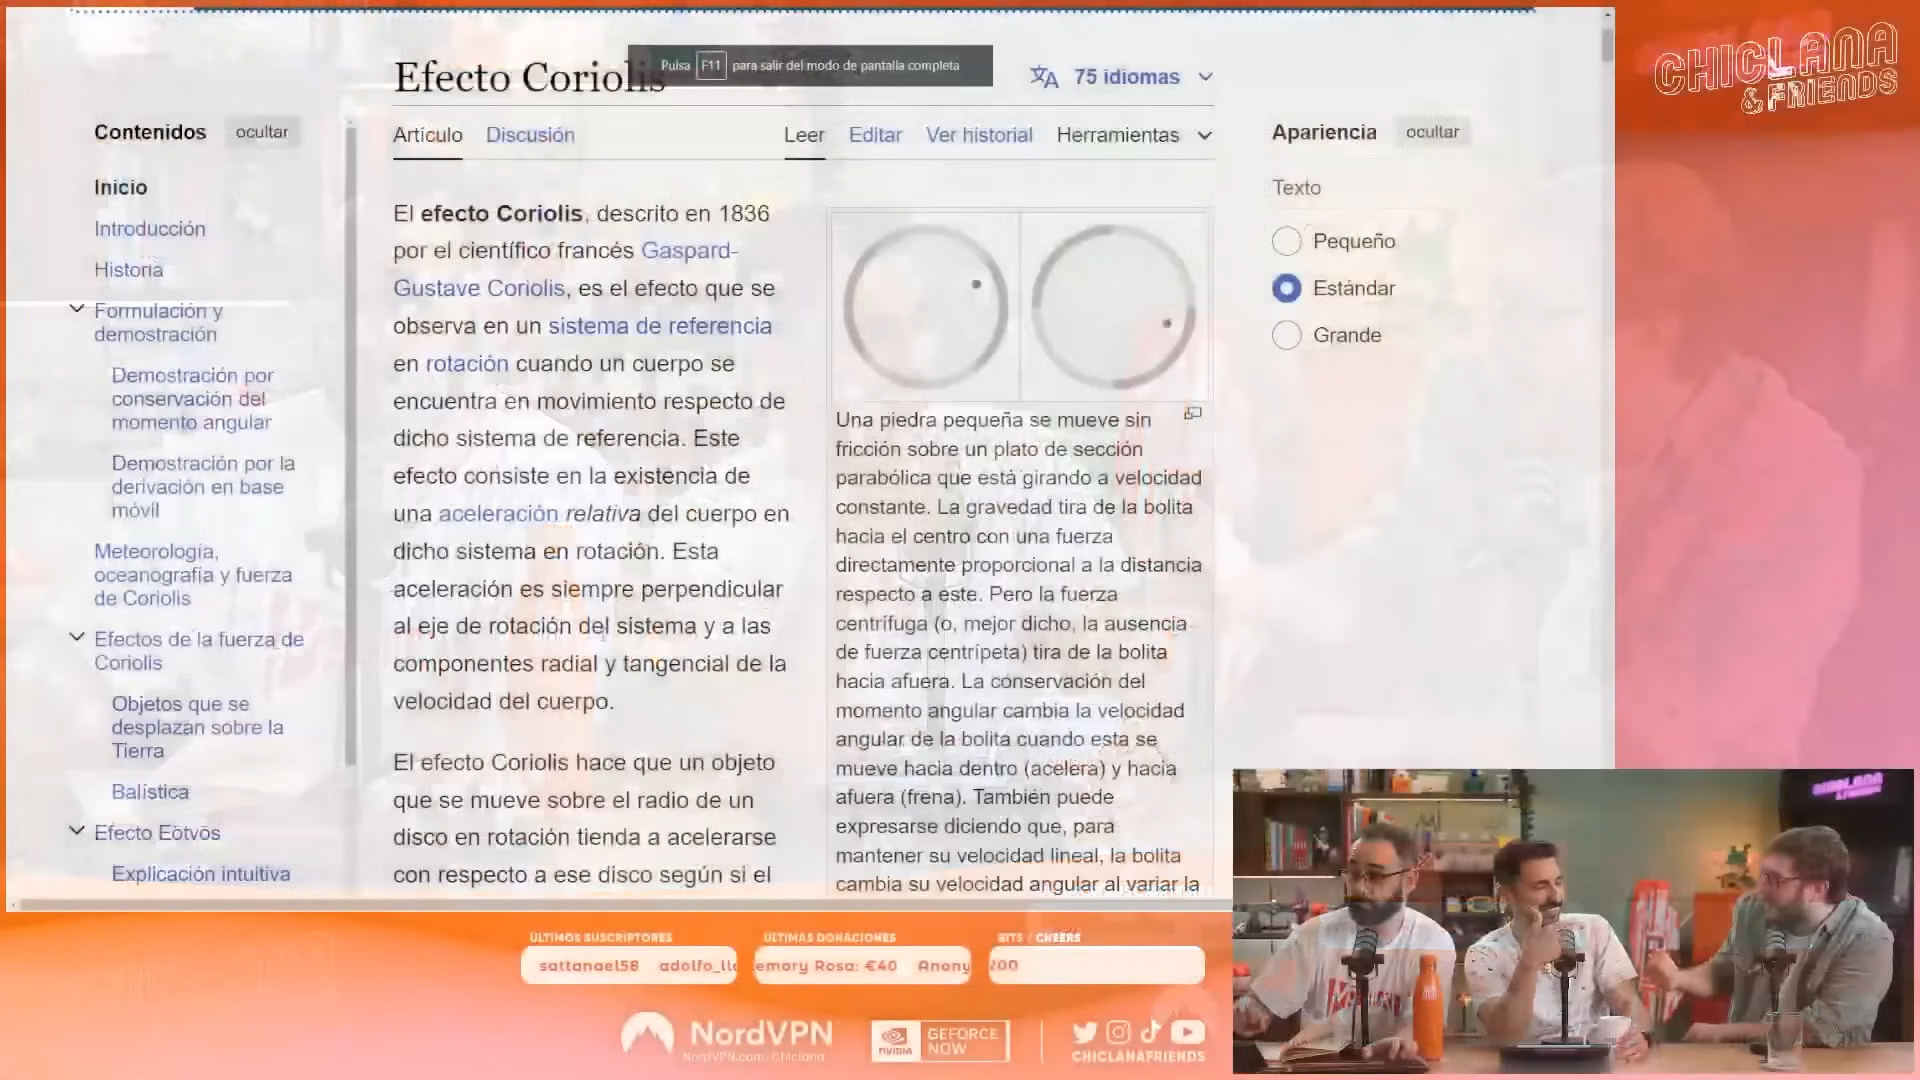 Efecto Coriolis
Pulsa F11 para salir del modo de pantalla completa
75 idiomas
CHICLANA
& FRIENDS
Contenidos
ocultar
Artículo
Discusión
Leer
Editar
Ver historial
Herramientas
Apariencia
ocultar
Inicio
Introducción
Historia
Formulación y
demostración
Demostración por
conservación del
momento angular
Demostración por la
derivación en base
móvil
Meteorología,
oceanografía y fuerza
de Coriolis
Efectos de la fuerza de
Coriolis
Objetos que se
desplazan sobre la
Tierra
Balística
Efecto Eötvös
Explicación intuitiva
El efecto Coriolis, descrito en 1836
por el científico francés Gaspard-
Gustave Coriolis, es el efecto que se
observa en un sistema de referencia
en rotación cuando un cuerpo se
encuentra en movimiento respecto de
dicho sistema de referencia. Este
efecto consiste en la existencia de
una aceleración relativa del cuerpo en
dicho sistema en rotación. Esta
aceleración es siempre perpendicular
al eje de rotación del sistema y a las
componentes radial y tangencial de la
velocidad del cuerpo.
El efecto Coriolis hace que un objeto
que se mueve sobre el radio de un
disco en rotación tienda a acelerarse
con respecto a ese disco según si el
Una piedra pequeña se mueve sin
fricción sobre un plato de sección
parabólica que está girando a velocidad
constante. La gravedad tira de la bolita
hacia el centro con una fuerza
directamente proporcional a la distancia
respecto a este. Pero la fuerza
centrífuga (o, mejor dicho, la ausencia
de fuerza centrípeta) tira de la bolita
hacia afuera. La conservación del
momento angular cambia la velocidad
angular de la bolita cuando esta se
mueve hacia dentro (acelera) y hacia
afuera (frena). También puede
expresarse diciendo que, para
mantener su velocidad lineal, la bolita
cambia su velocidad angular al variar la
Texto
Pequeño
Estándar
Grande
ÚLTIMOS SUSCRIPTORES
sattanael58 adolfo_ll
ÚLTIMAS DONACIONES
emory Rosa: €40 Anony
BITS / CHEERS
200
NordVPN
NordVPN.com/Chiclana
NVIDIA
GEFORCE
NOW
CHICLANAFRIENDS
CHICLANA